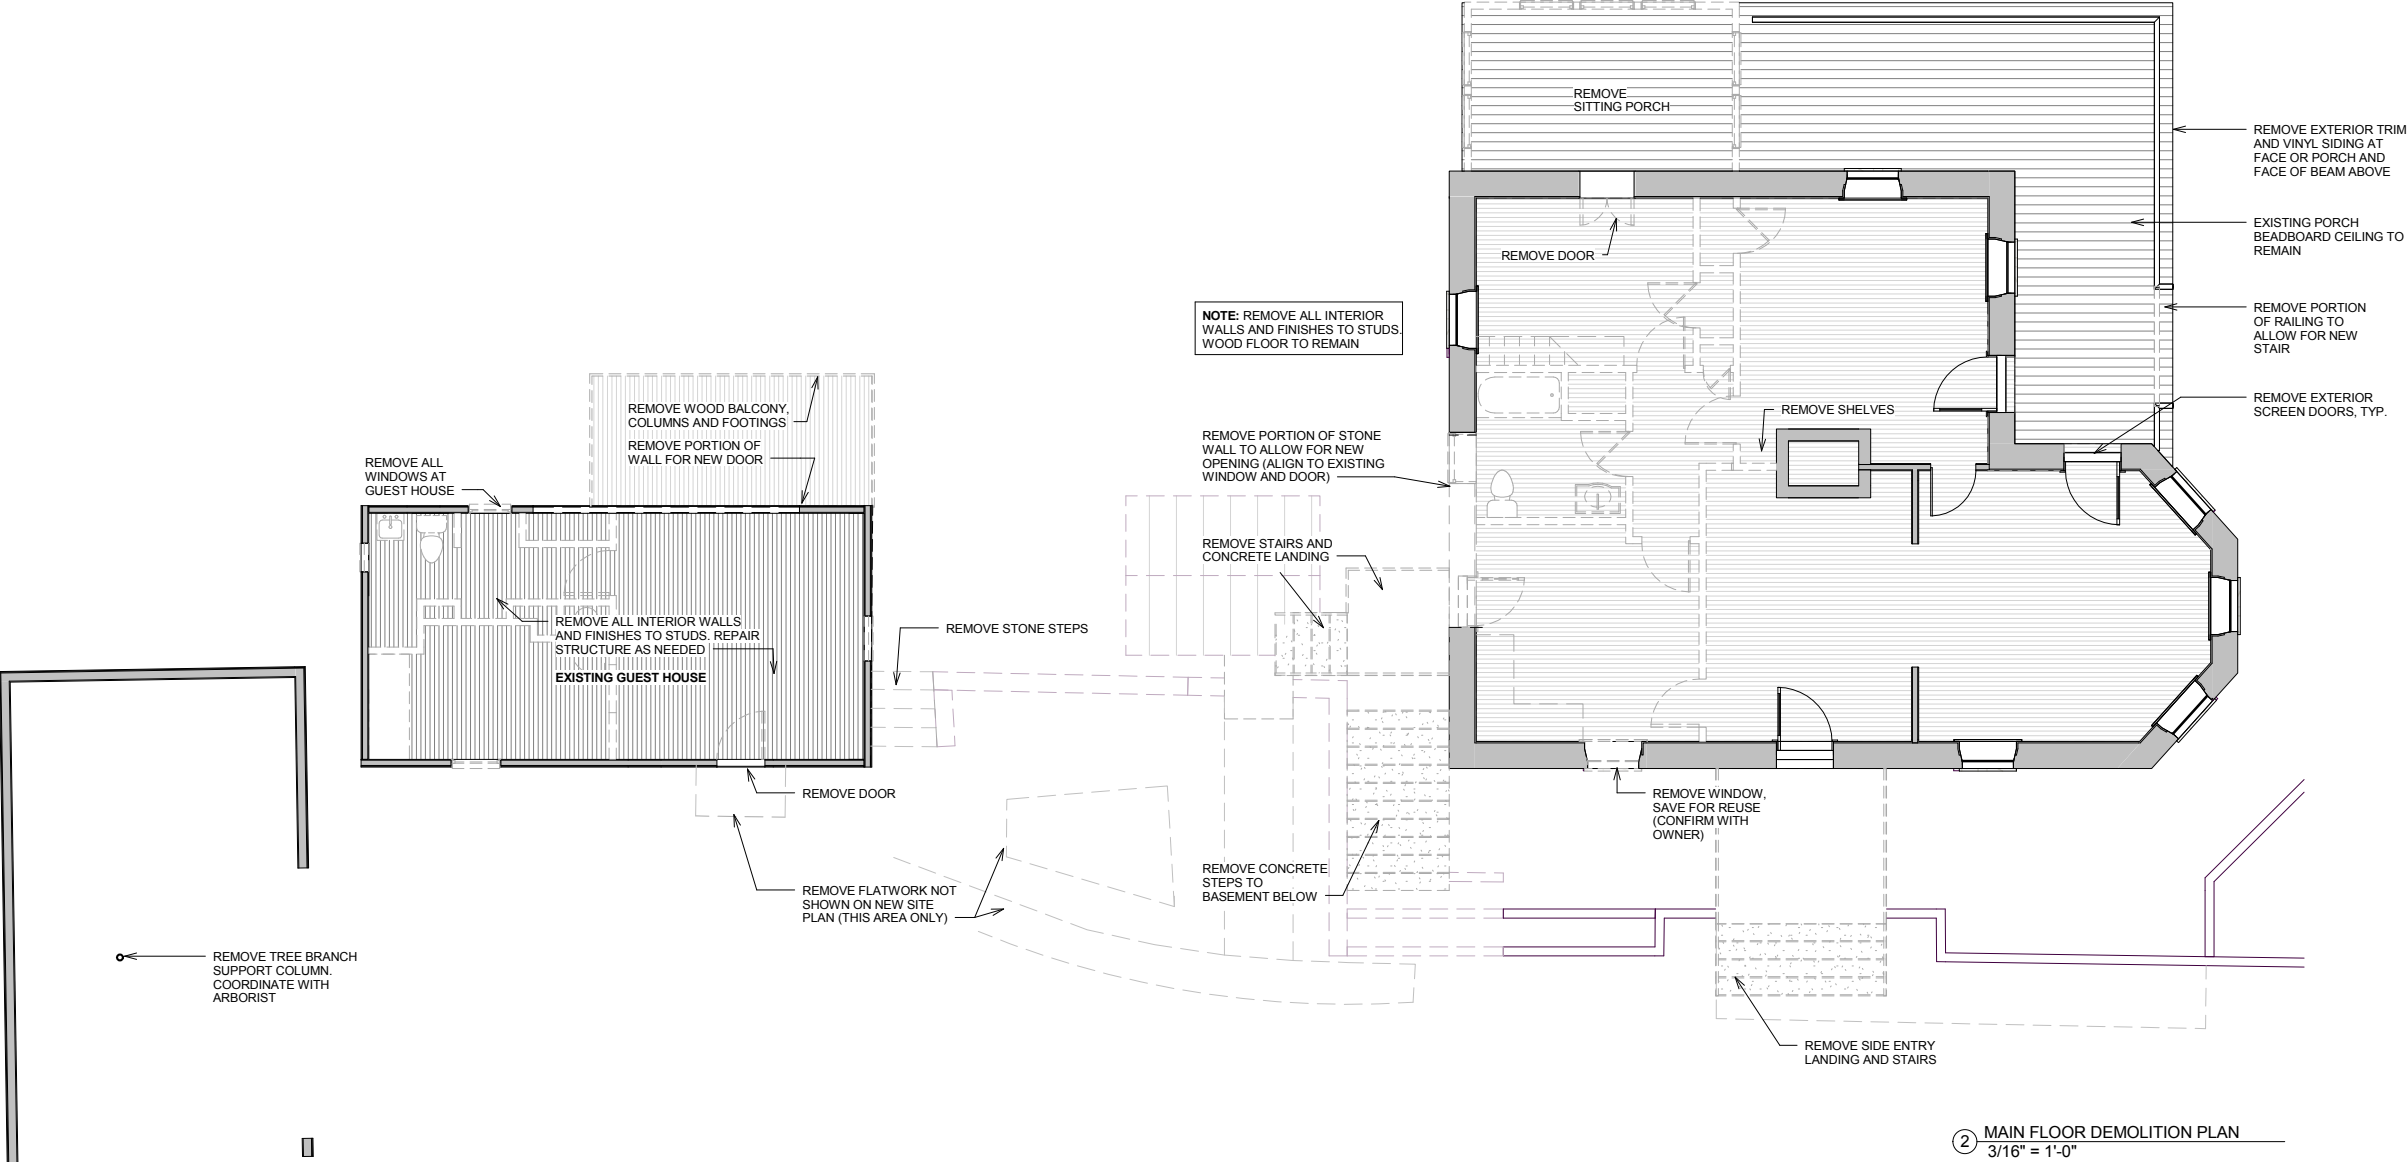 REMOVE
SITTING PORCH
REMOVE EXTERIOR TRIM
AND VINYL SIDING AT
FACE OR PORCH AND
FACE OF BEAM ABOVE
EXISTING PORCH
BEADBOARD CEILING TO
REMAIN
REMOVE DOOR
NOTE: REMOVE ALL INTERIOR
WALLS AND FINISHES TO STUDS.
WOOD FLOOR TO REMAIN
REMOVE PORTION
OF RAILING TO
ALLOW FOR NEW
STAIR
REMOVE EXTERIOR
SCREEN DOORS, TYP.
REMOVE WOOD BALCONY,
COLUMNS AND FOOTINGS
REMOVE SHELVES
REMOVE PORTION OF
WALL FOR NEW DOOR
REMOVE PORTION OF STONE
WALL TO ALLOW FOR NEW
OPENING (ALIGN TO EXISTING
WINDOW AND DOOR)
REMOVE ALL
WINDOWS AT
GUEST HOUSE
REMOVE STAIRS AND
CONCRETE LANDING
REMOVE ALL INTERIOR WALLS
AND FINISHES TO STUDS. REPAIR
STRUCTURE AS NEEDED
EXISTING GUEST HOUSE
REMOVE STONE STEPS
REMOVE DOOR
REMOVE WINDOW,
SAVE FOR REUSE
(CONFIRM WITH
OWNER)
REMOVE CONCRETE
STEPS TO
BASEMENT BELOW
REMOVE FLATWORK NOT
SHOWN ON NEW SITE
PLAN (THIS AREA ONLY)
REMOVE TREE BRANCH
SUPPORT COLUMN.
COORDINATE WITH
ARBORIST
REMOVE SIDE ENTRY
LANDING AND STAIRS
2 MAIN FLOOR DEMOLITION PLAN
3/16" = 1'-0"